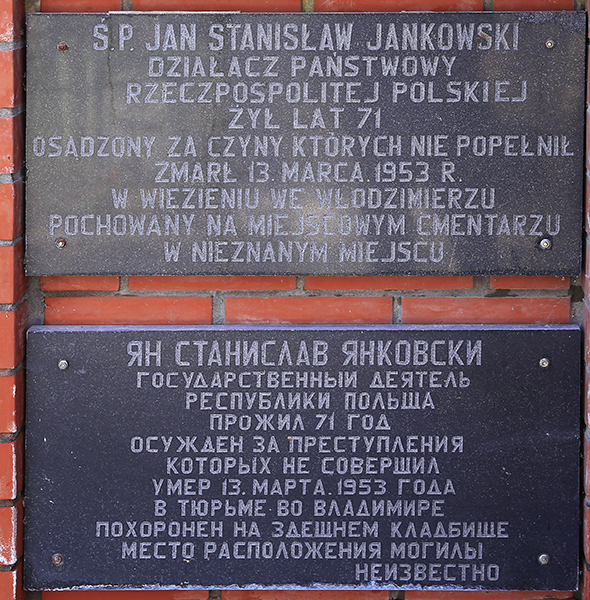 Ś.P. JAN STANISŁAW JANKOWSKI
DZIAŁACZ PAŃSTWOWY
RZECZPOSPOLITEJ POLSKIEJ
ŻYŁ LAT 71
OSĄDZONY ZA CZYNY KTÓRYCH NIE POPEŁNIŁ
ZMARŁ 13. MARCA. 1953 R.
W WIEZIENIU WE WŁODZIMIERZU
POCHOWANY NA MIEJSCOWYM CMENTARZU
W NIEZNANYM MIEJSCU
ЯН СТАНИСЛАВ ЯНКОВСКИ
ГОСУДАРСТВЕННЫЙ ДЕЯТЕЛЬ
РЕСПУБЛИКИ ПОЛЬША
ПРОЖИЛ 71 ГОД
ОСУЖДЕН ЗА ПРЕСТУПЛЕНИЯ
КОТОРЫХ НЕ СОВЕРШИЛ
УМЕР 13. МАРТА. 1953 ГОДА
В ТЮРЬМЕ ВО ВЛАДИМИРЕ
ПОХОРОНЕН НА ЗДЕШНЕМ КЛАДБИЩЕ
МЕСТО РАСПОЛОЖЕНИЯ МОГИЛЫ
НЕИЗВЕСТНО